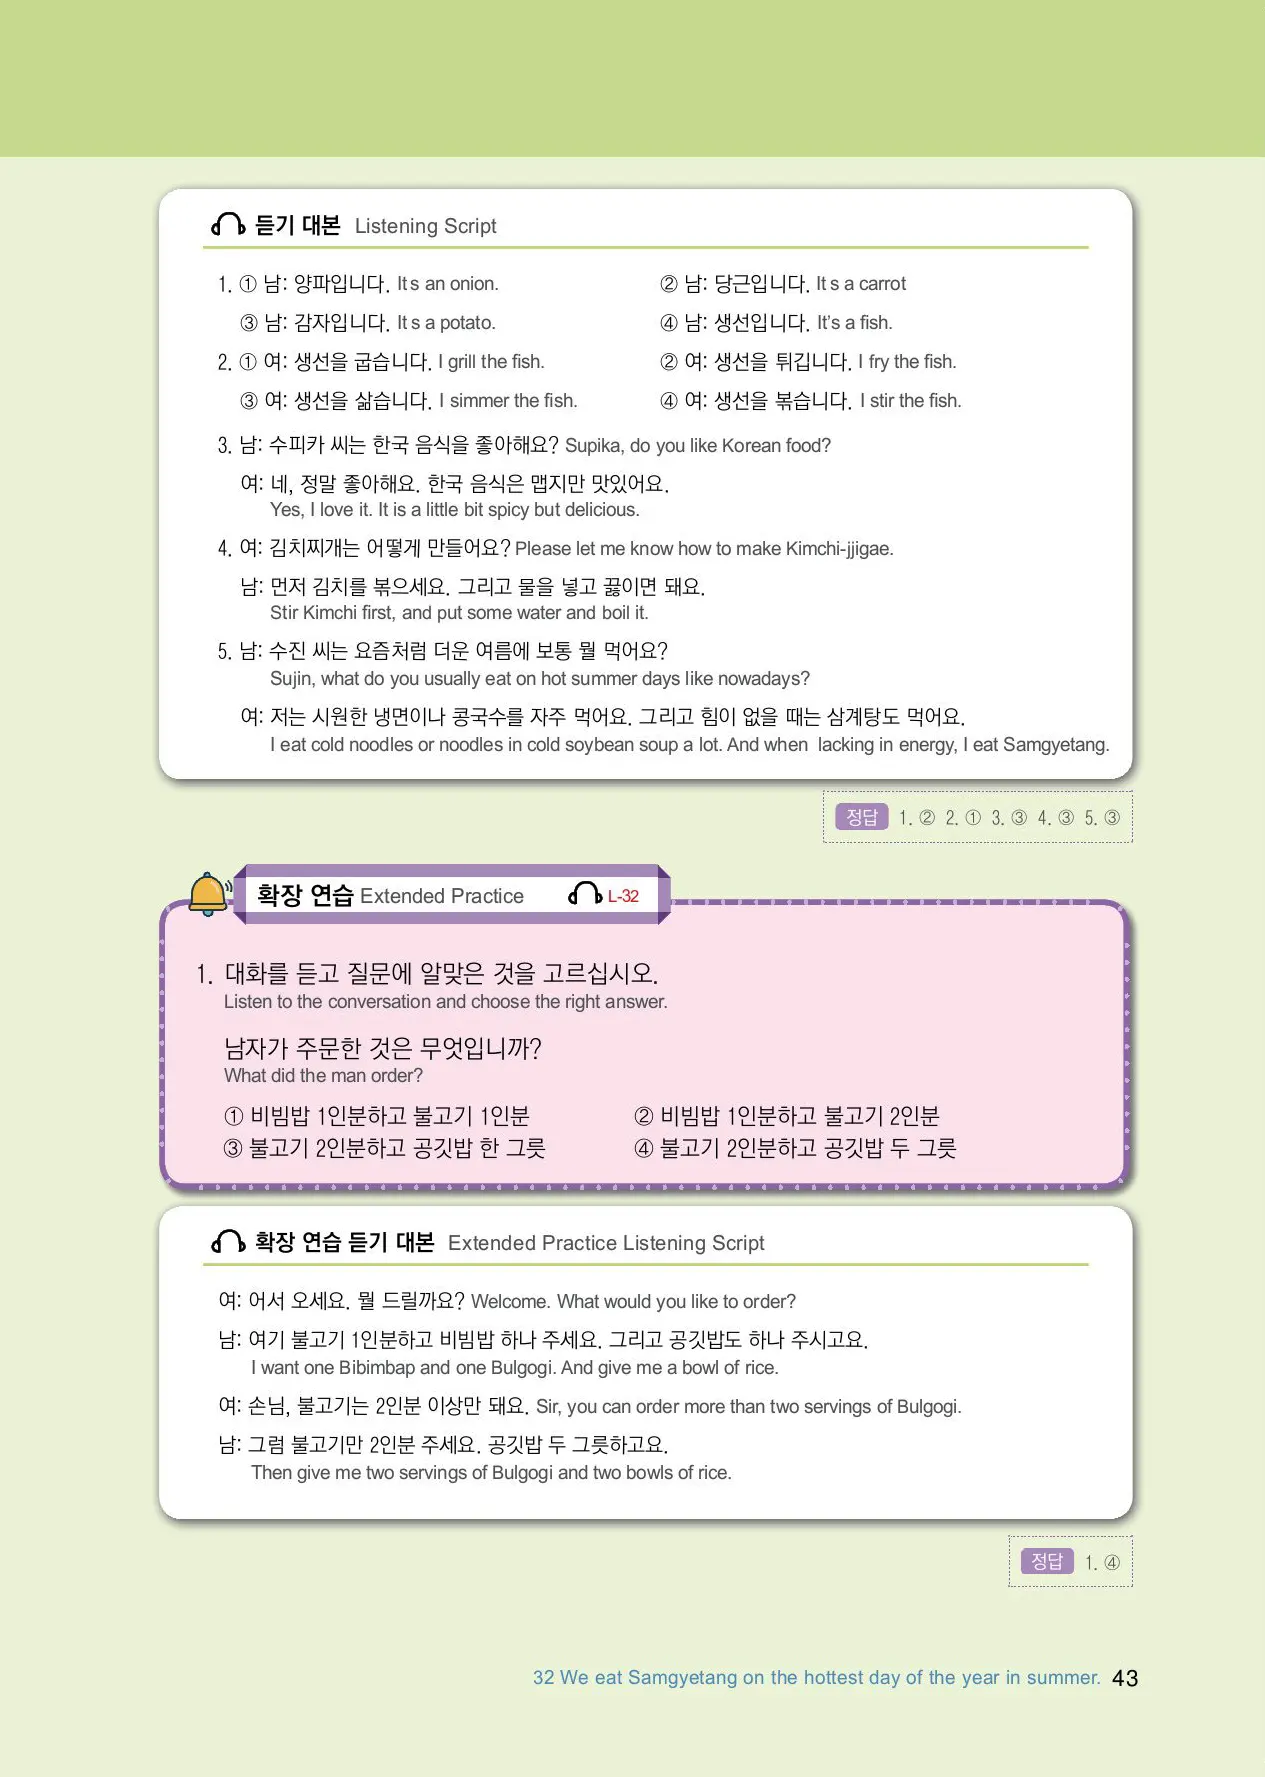 듣기 대본 Listening Script
1. ① 남: 양파입니다. It s an onion. ② 남: 당근입니다. It s a carrot
③ 남: 감자입니다. It s a potato. ④ 남: 생선입니다. It's a fish.
2. ① 여: 생선을 굽습니다. I grill the fish. ② 여: 생선을 튀깁니다. I fry the fish.
③ 여: 생선을 삶습니다. I simmer the fish. ④ 여: 생선을 볶습니다. I stir the fish.
3. 남: 수피카 씨는 한국 음식을 좋아해요? Supika, do you like Korean food?
여: 네, 정말 좋아해요. 한국 음식은 맵지만 맛있어요.
Yes, I love it. It is a little bit spicy but delicious.
4. 여: 김치찌개는 어떻게 만들어요? Please let me know how to make Kimchi-jjigae.
남: 먼저 김치를 볶으세요. 그리고 물을 넣고 끓이면 돼요.
Stir Kimchi first, and put some water and boil it.
5. 남: 수진 씨는 요즘처럼 더운 여름에 보통 뭘 먹어요?
Sujin, what do you usually eat on hot summer days like nowadays?
여: 저는 시원한 냉면이나 콩국수를 자주 먹어요. 그리고 힘이 없을 때는 삼계탕도 먹어요.
I eat cold noodles or noodles in cold soybean soup a lot. And when lacking in energy, I eat Samgyetang.
정답 1. ② 2. ① 3. ③ 4. ③ 5. ③
확장 연습 Extended Practice L-32
1. 대화를 듣고 질문에 알맞은 것을 고르십시오.
Listen to the conversation and choose the right answer.
남자가 주문한 것은 무엇입니까?
What did the man order?
① 비빔밥 1인분하고 불고기 1인분 ② 비빔밥 1인분하고 불고기 2인분
③ 불고기 2인분하고 공깃밥 한 그릇 ④ 불고기 2인분하고 공깃밥 두 그릇
확장 연습 듣기 대본 Extended Practice Listening Script
여: 어서 오세요. 뭘 드릴까요? Welcome. What would you like to order?
남: 여기 불고기 1인분하고 비빔밥 하나 주세요. 그리고 공깃밥도 하나 주시고요.
I want one Bibimbap and one Bulgogi. And give me a bowl of rice.
여: 손님, 불고기는 2인분 이상만 돼요. Sir, you can order more than two servings of Bulgogi.
남: 그럼 불고기만 2인분 주세요. 공깃밥 두 그릇하고요.
Then give me two servings of Bulgogi and two bowls of rice.
정답 1. ④
32 We eat Samgyetang on the hottest day of the year in summer. 43